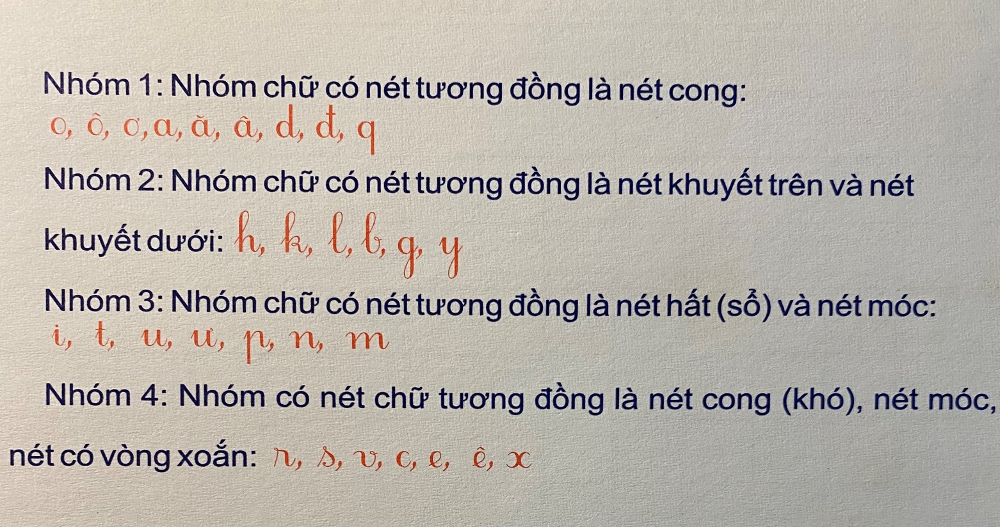 Nhóm 1: Nhóm chữ có nét tương đồng là nét cong:
o, ô, ơ, a, ă, â, d, đ, q
Nhóm 2: Nhóm chữ có nét tương đồng là nét khuyết trên và nét
khuyết dưới: h, k, l, b, g, y
Nhóm 3: Nhóm chữ có nét tương đồng là nét hất (sổ) và nét móc:
i, t, u, ư, p, n, m
Nhóm 4: Nhóm có nét chữ tương đồng là nét cong (khó), nét móc,
nét có vòng xoắn: r, s, v, c, e, ê, x